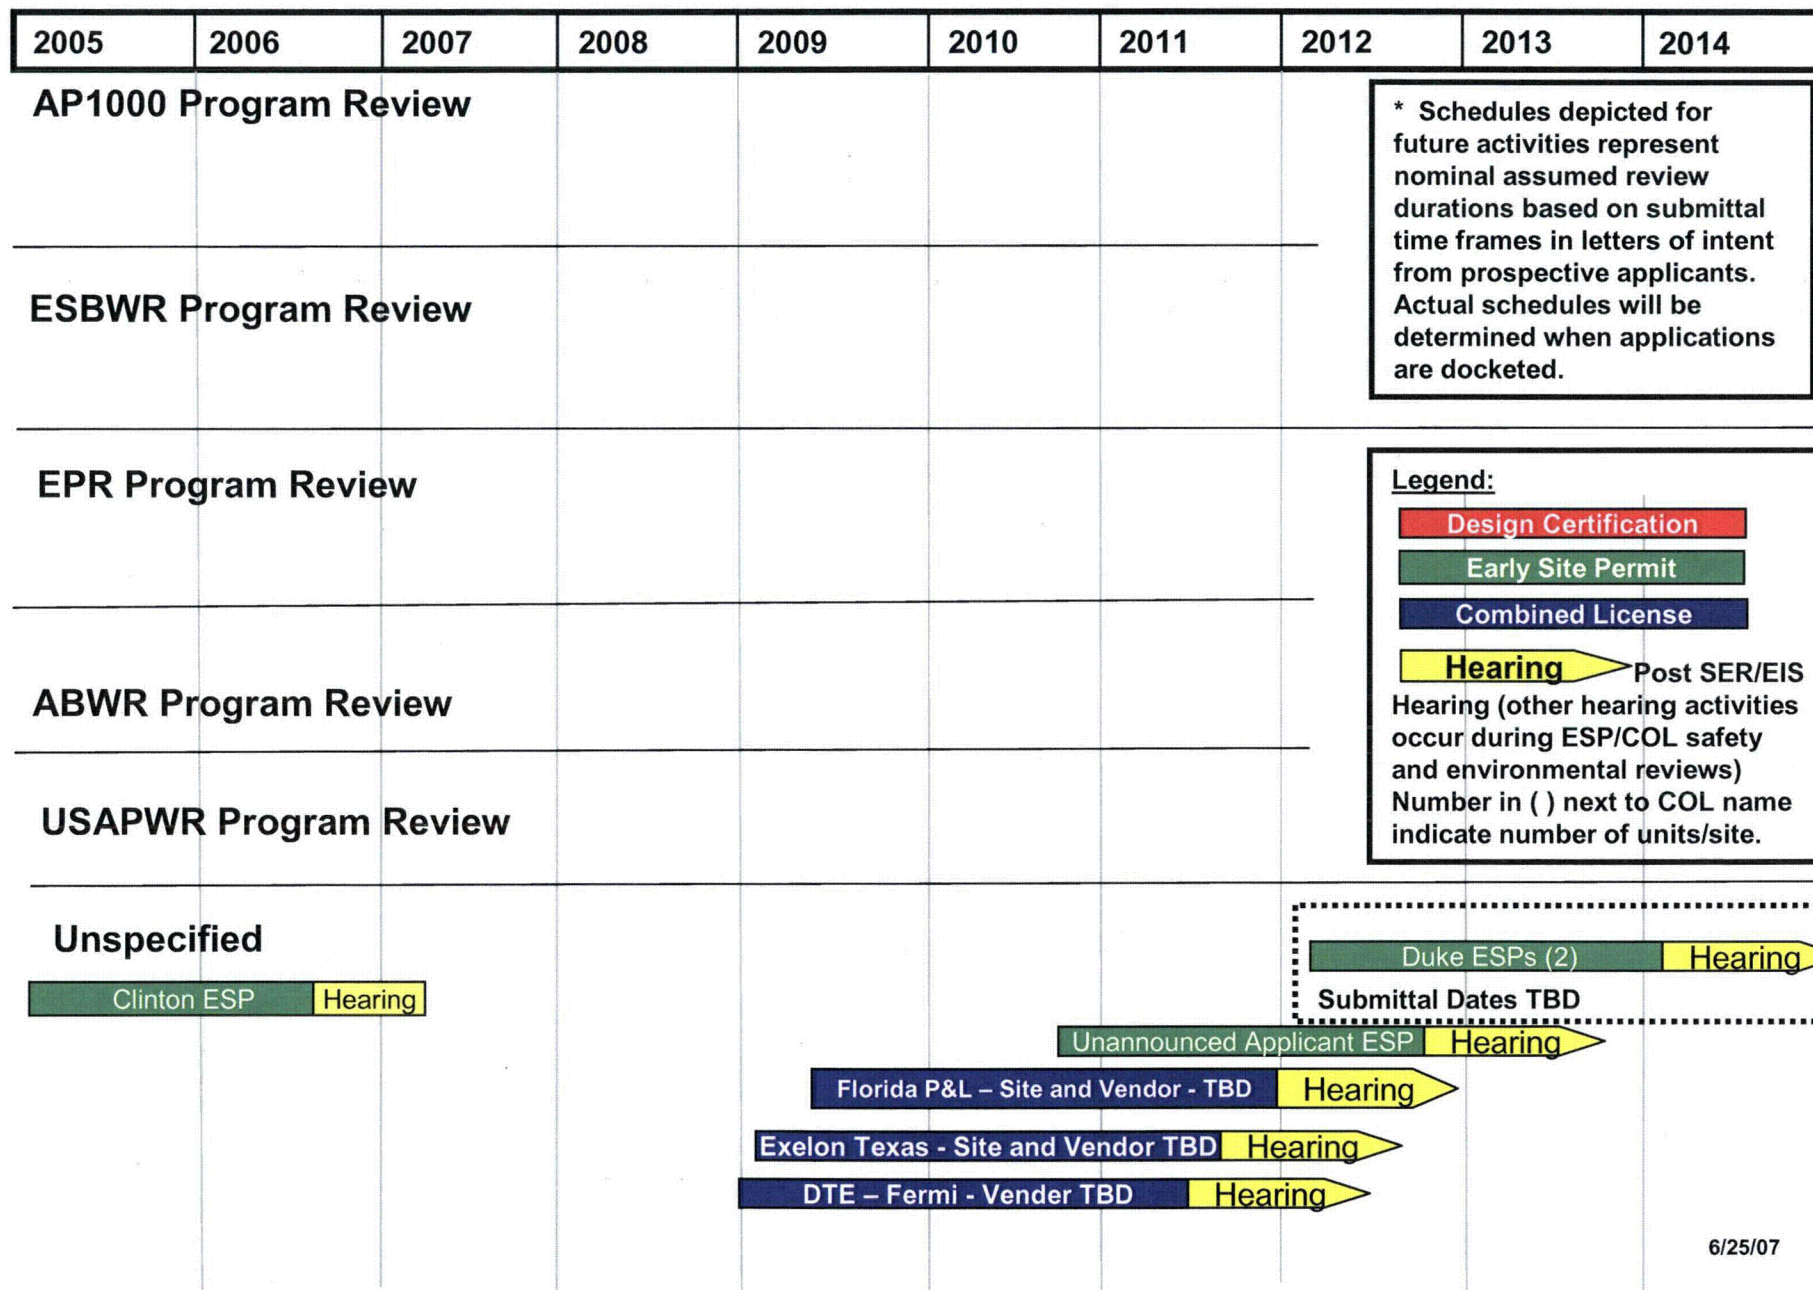 2005 2006 2007 2008 2009 2010 2011 2012 2013 2014
AP1000 Program Review
* Schedules depicted for
future activities represent
nominal assumed review
durations based on submittal
time frames in letters of intent
from prospective applicants.
Actual schedules will be
determined when applications
are docketed.
ESBWR Program Review
EPR Program Review
Legend:
Design Certification
Early Site Permit
Combined License
Hearing Post SER/EIS
Hearing (other hearing activities
occur during ESP/COL safety
and environmental reviews)
Number in ( ) next to COL name
indicate number of units/site.
ABWR Program Review
USAPWR Program Review
Unspecified
Duke ESPs (2) Hearing
Submittal Dates TBD
Clinton ESP Hearing
Unannounced Applicant ESP Hearing
Florida P&L – Site and Vendor - TBD Hearing
Exelon Texas - Site and Vendor TBD Hearing
DTE – Fermi - Vender TBD Hearing
6/25/07